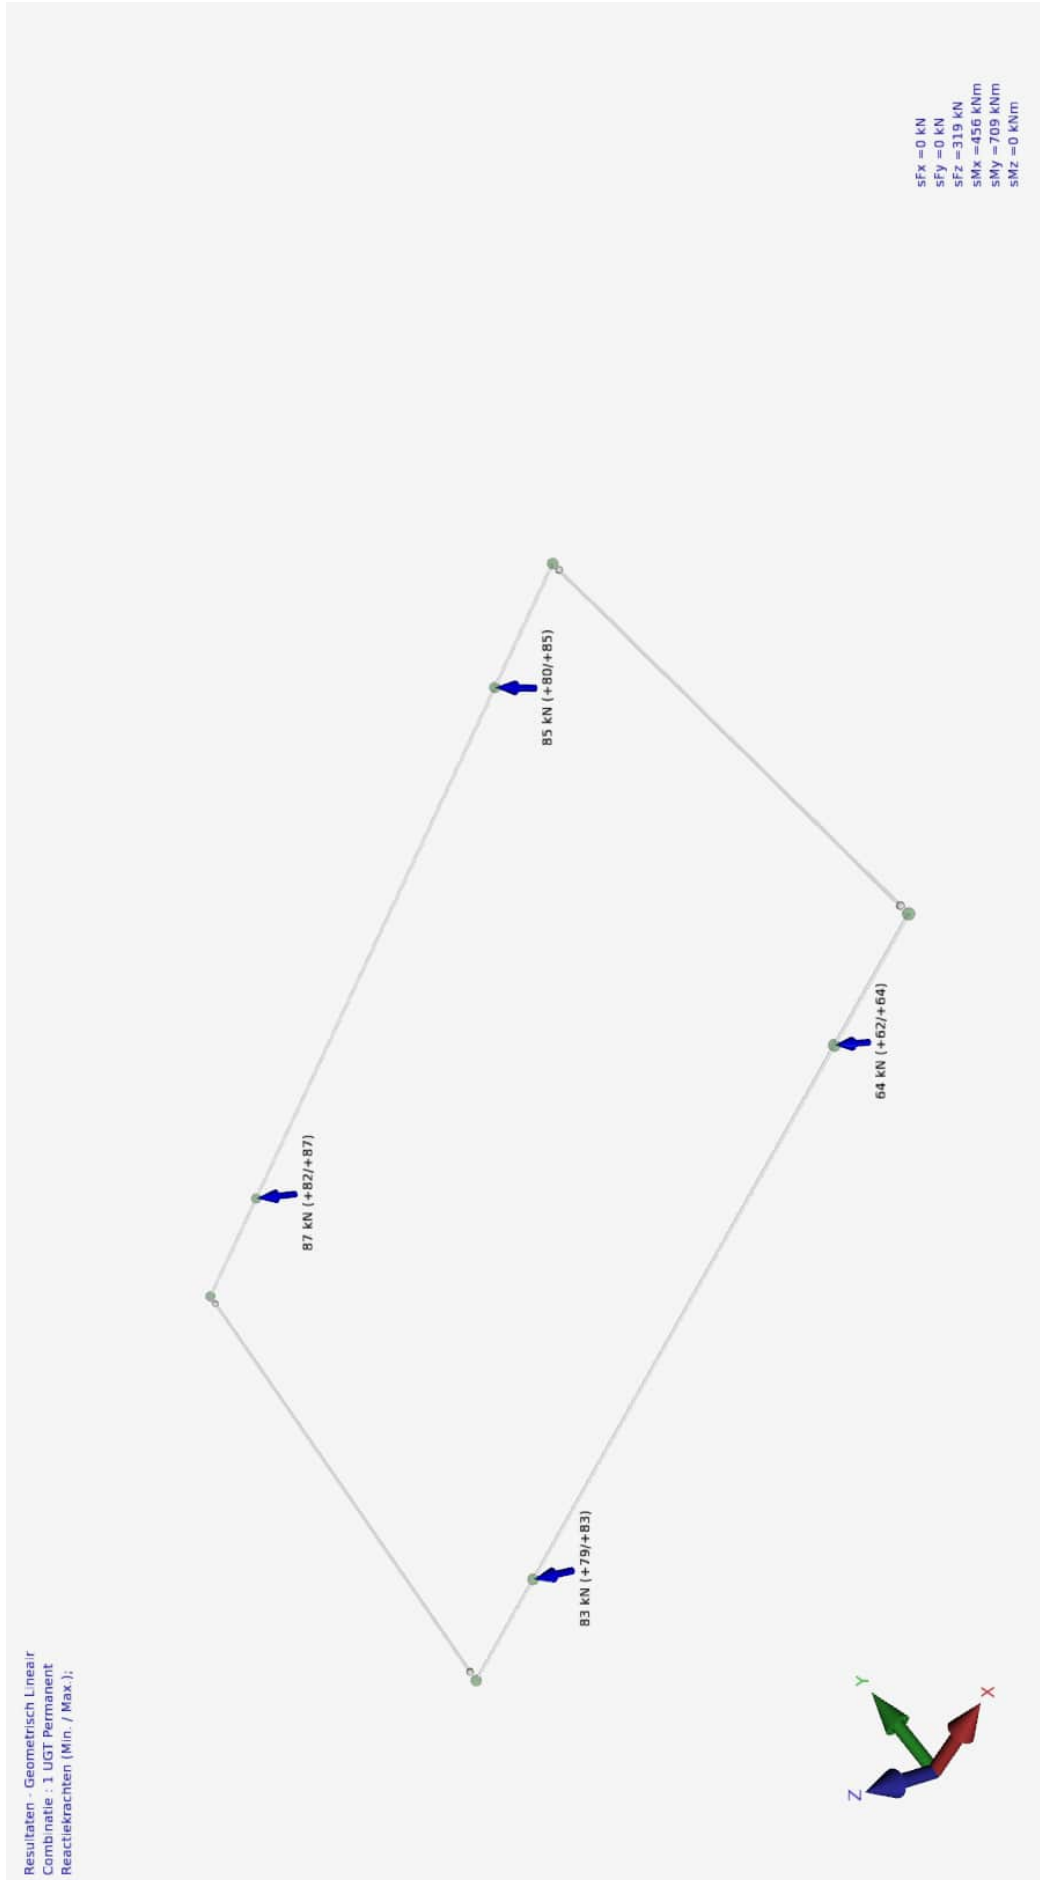 Resultaten - Geometrisch Lineair
Combinatie : 1 UGT Permanent
Reactiekrachten (Min. / Max.);
87 kN (+82/+87)
85 kN (+80/+85)
83 kN (+79/+83)
64 kN (+62/+64)
Z
Y
X
sFx =0 kN
sFy =0 kN
sFz =319 kN
sMx =456 kNm
sMy =709 kNm
sMz =0 kNm